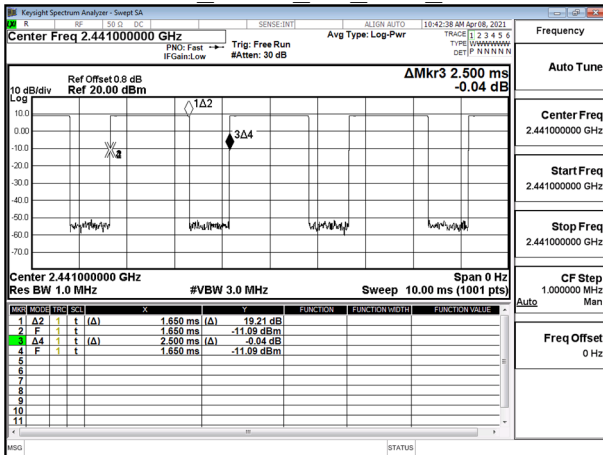 Keysight Spectrum Analyzer - Swept SA
R RF 50 Ω DC SENSE:INT ALIGN AUTO 10:42:38 AM Apr 08, 2021
Center Freq 2.441000000 GHz
PNO: Fast
IFGain:Low
Trig: Free Run
#Atten: 30 dB
Avg Type: Log-Pwr
TRACE 1 2 3 4 5 6
TYPE WWWWWW
DET P N N N N N
Ref Offset 0.8 dB
Ref 20.00 dBm
10 dB/div
Log
ΔMkr3 2.500 ms
-0.04 dB
10.0
0.00
-10.0
-20.0
-30.0
-40.0
-50.0
-60.0
-70.0
1Δ2
3Δ4
Center 2.441000000 GHz Span 0 Hz
Res BW 1.0 MHz #VBW 3.0 MHz Sweep 10.00 ms (1001 pts)
MKR MODE TRC SCL X Y FUNCTION FUNCTION WIDTH FUNCTION VALUE
1 Δ2 1 t (Δ) 1.650 ms (Δ) 19.21 dB
2 F 1 t 1.650 ms -11.09 dBm
3 Δ4 1 t (Δ) 2.500 ms (Δ) -0.04 dB
4 F 1 t 1.650 ms -11.09 dBm
5
6
7
8
9
10
11
MSG STATUS
Frequency
Auto Tune
Center Freq
2.441000000 GHz
Start Freq
2.441000000 GHz
Stop Freq
2.441000000 GHz
CF Step
1.000000 MHz
Auto Man
Freq Offset
0 Hz